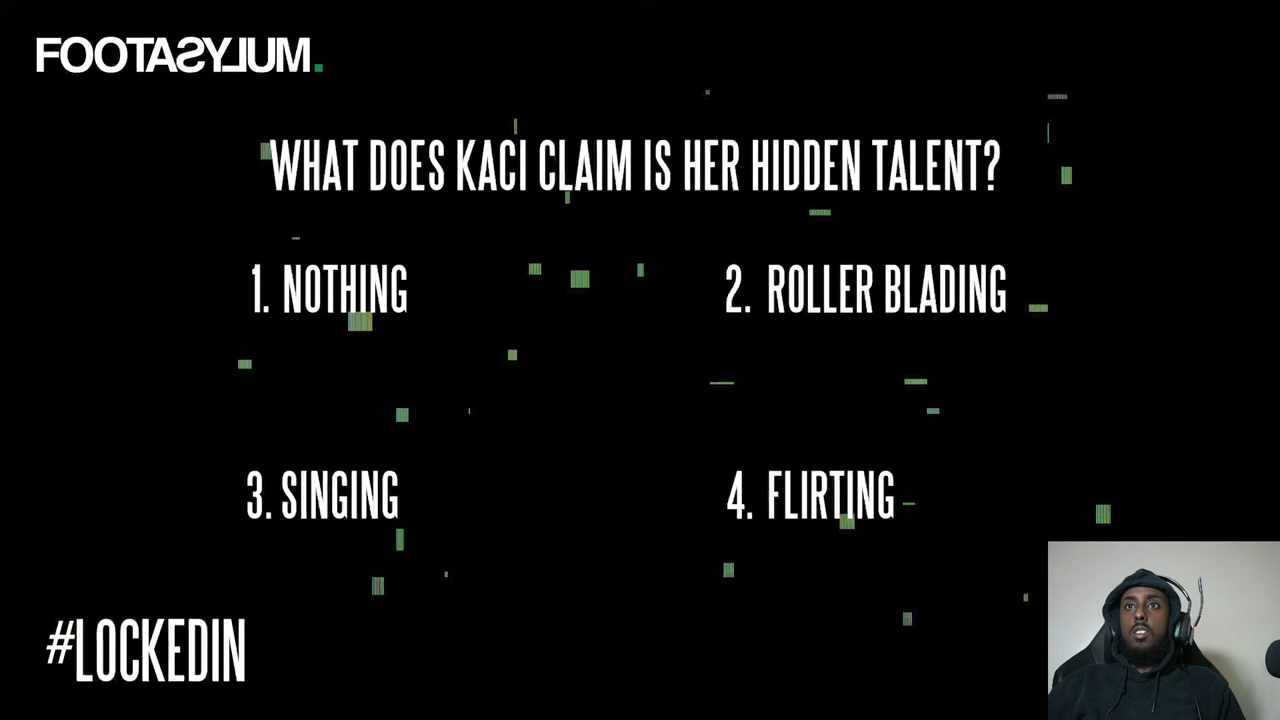 FOOTASYLUM.
WHAT DOES KACI CLAIM IS HER HIDDEN TALENT?
1. NOTHING
2. ROLLER BLADING
3. SINGING
4. FLIRTING
#LOCKEDIN